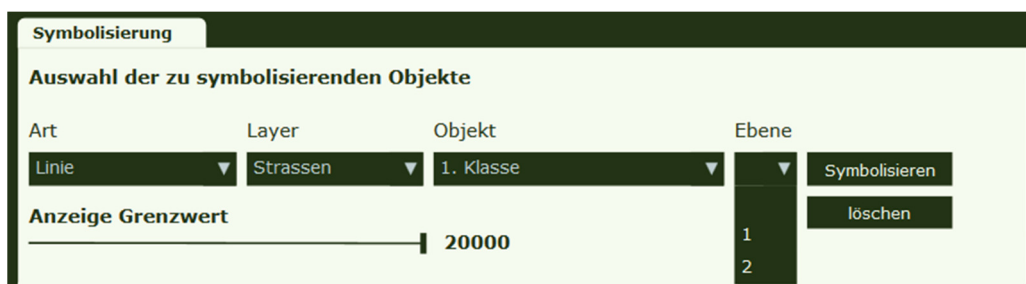 Symbolisierung
Auswahl der zu symbolisierenden Objekte
Art Layer Objekt Ebene
Linie Strassen 1. Klasse Symbolisieren
Anzeige Grenzwert löschen
20000
1
2